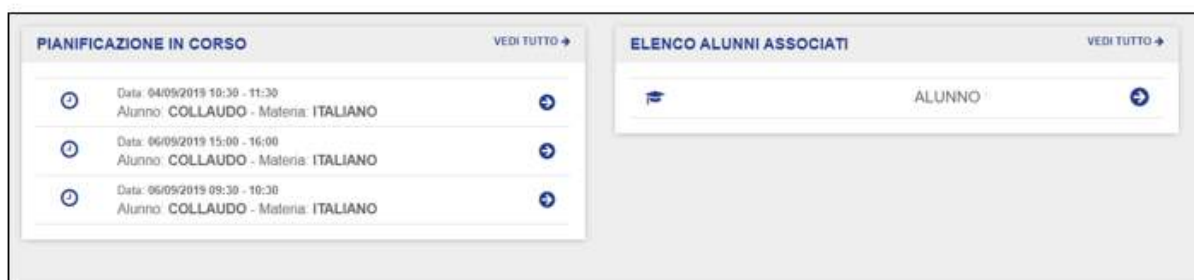 PIANIFICAZIONE IN CORSO
VEDI TUTTO
Data: 04/09/2019 10:30 - 11:30
Alunno: COLLAUDO - Materia: ITALIANO
Data: 06/09/2019 15:00 - 16:00
Alunno: COLLAUDO - Materia: ITALIANO
Data: 06/09/2019 09:30 - 10:30
Alunno: COLLAUDO - Materia: ITALIANO
ELENCO ALUNNI ASSOCIATI
VEDI TUTTO
ALUNNO